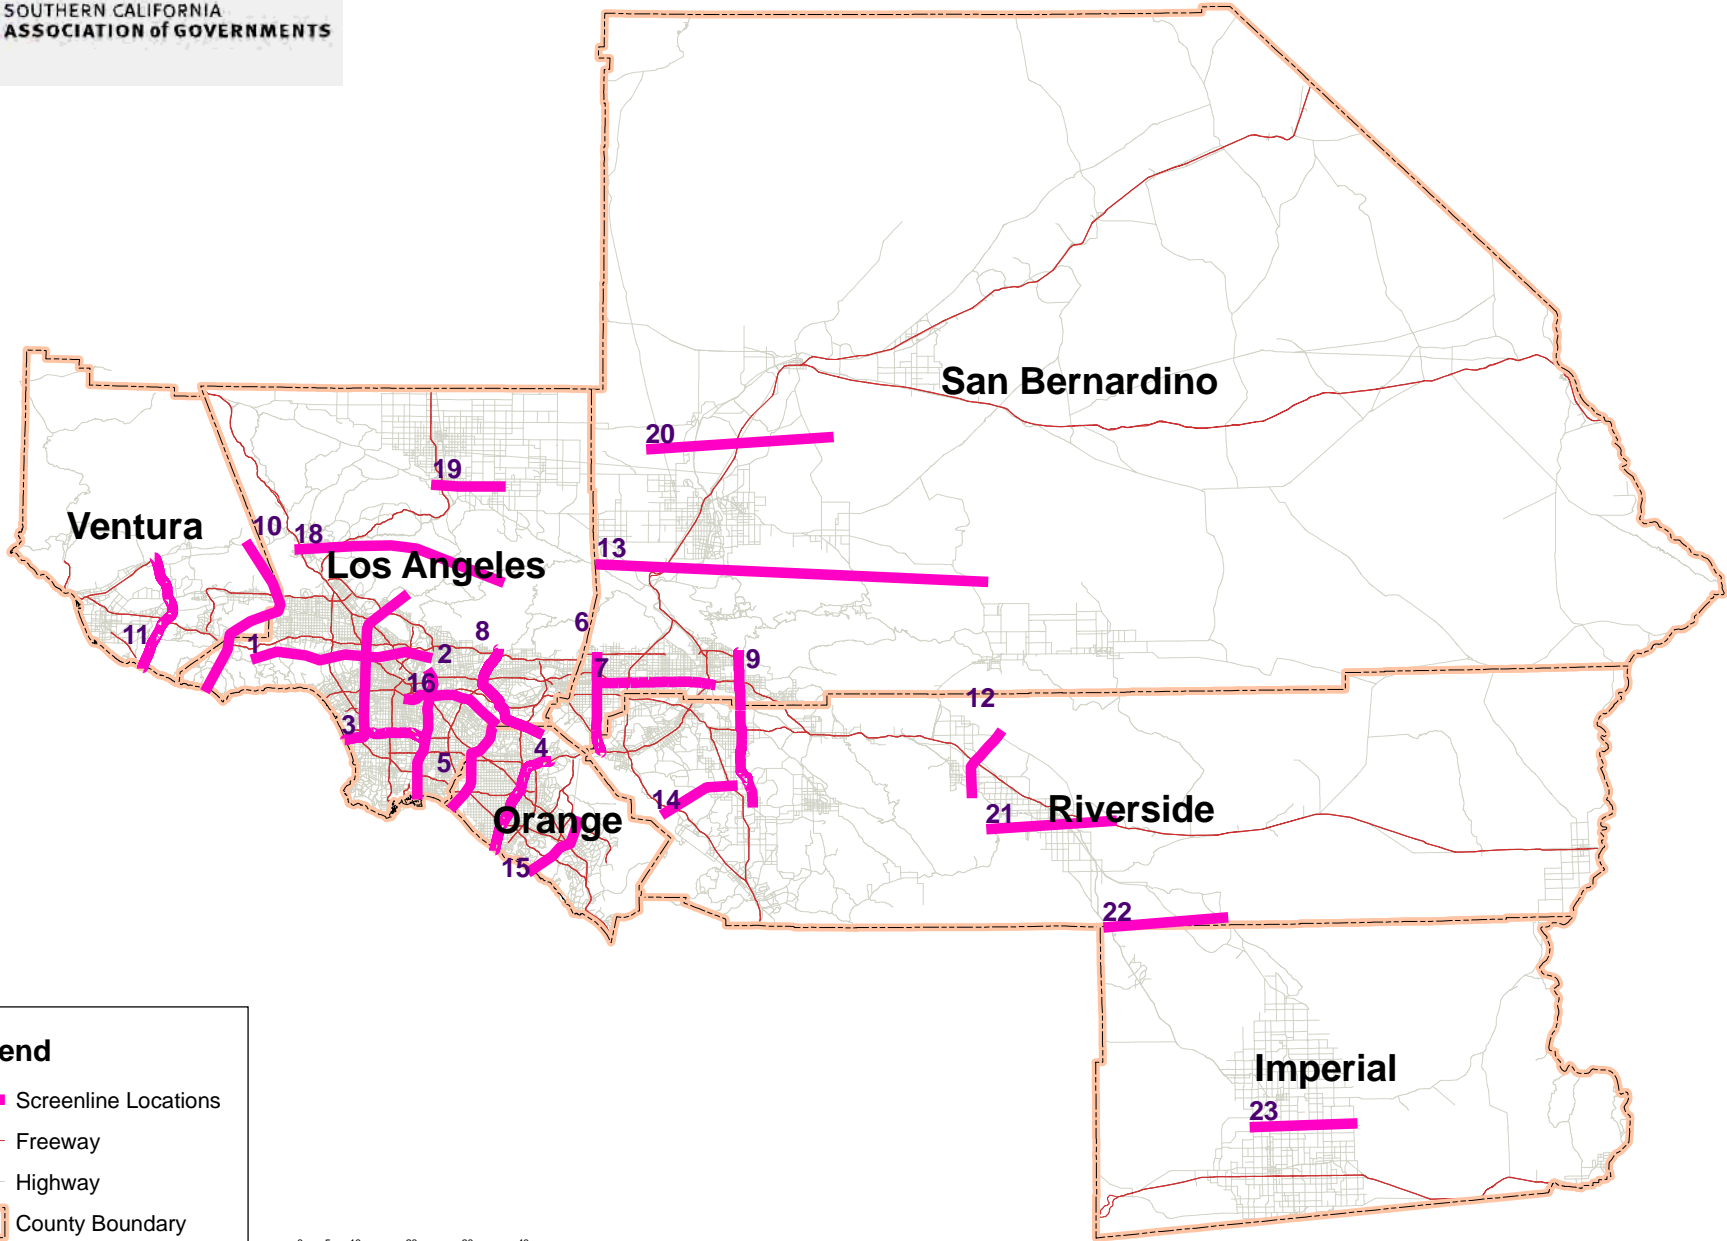 SOUTHERN CALIFORNIA
ASSOCIATION of GOVERNMENTS
San Bernardino
20
19
Ventura
10
18
13
Los Angeles
6
8
11
1
2
9
7
16
12
3
4
5
14
Riverside
21
Orange
15
22
Imperial
23
end
Screenline Locations
Freeway
Highway
County Boundary